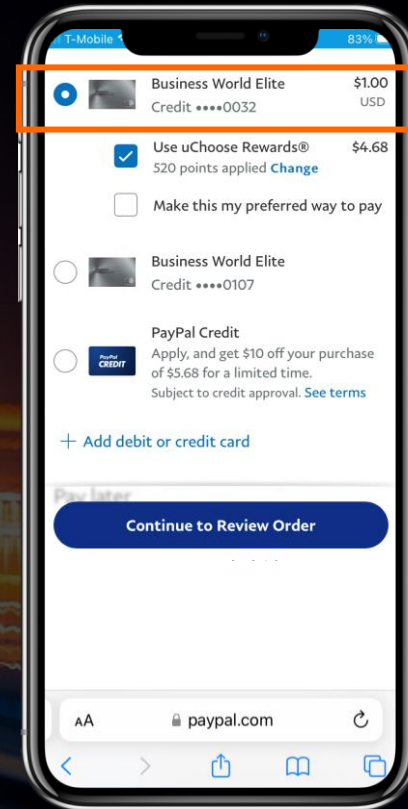 T-Mobile
83%
Business World Elite
$1.00
Credit ••••0032
USD
Use uChoose Rewards®
$4.68
520 points applied Change
Make this my preferred way to pay
Business World Elite
Credit ••••0107
PayPal
CREDIT
PayPal Credit
Apply, and get $10 off your purchase
of $5.68 for a limited time.
Subject to credit approval. See terms
+ Add debit or credit card
Pay later
Continue to Review Order
AA
paypal.com